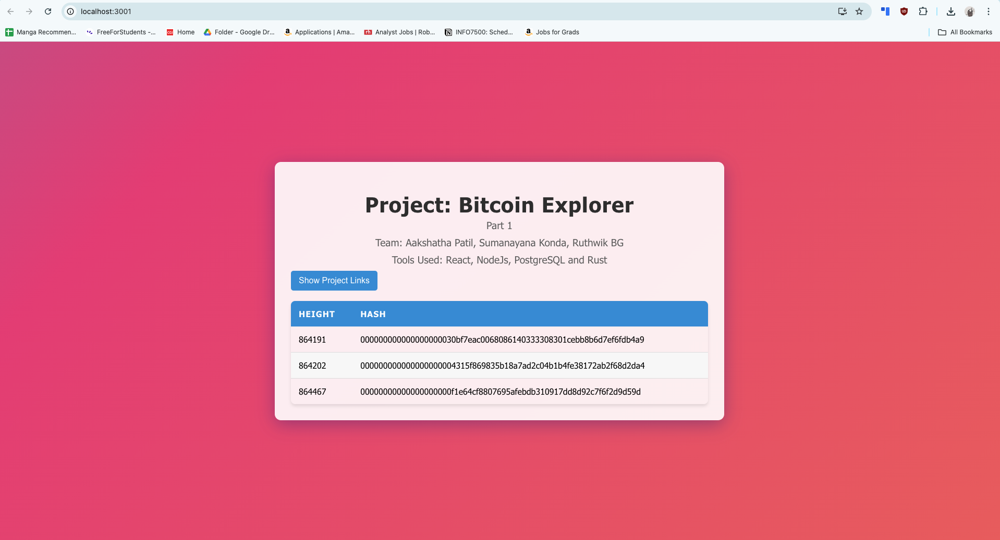 localhost:3001
Manga Recommen... FreeForStudents -... CGI Home Folder - Google Dr... Applications | Ama... rh Analyst Jobs | Rob... INFO7500: Sched... Jobs for Grads All Bookmarks
Project: Bitcoin Explorer
Part 1
Team: Aakshatha Patil, Sumanayana Konda, Ruthwik BG
Tools Used: React, NodeJs, PostgreSQL and Rust
Show Project Links
HEIGHT HASH
864191 000000000000000000030bf7eac0068086140333308301cebb8b6d7ef6fdb4a9
864202 000000000000000000004315f869835b18a7ad2c04b1b4fe38172ab2f68d2da4
864467 00000000000000000000f1e64cf8807695afebdb310917dd8d92c7f6f2d9d59d